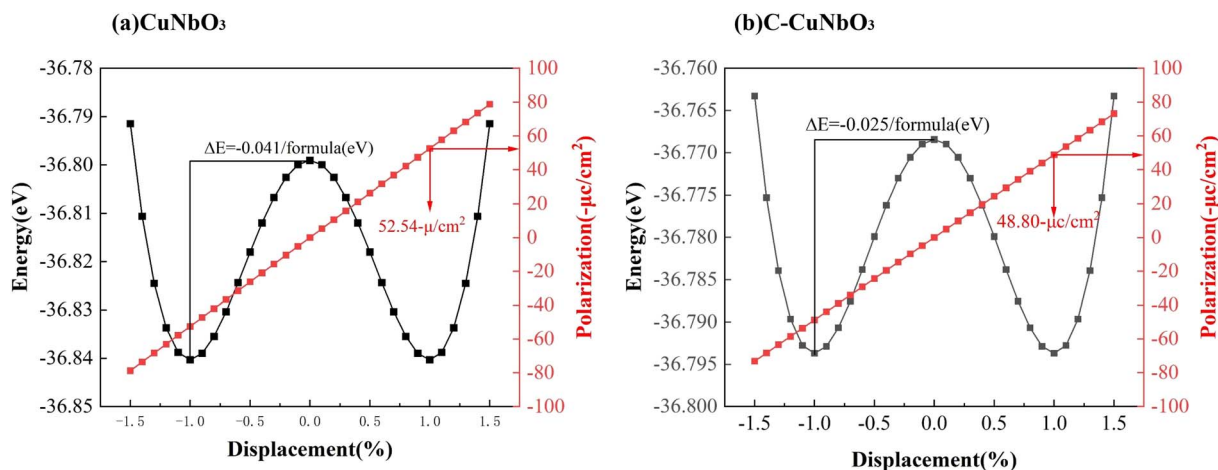 (a)CuNbO₃
-36.78
-36.79
-36.80
-36.81
-36.82
-36.83
-36.84
-36.85
Energy(eV)
ΔE=-0.041/formula(eV)
52.54-μ/cm²
100
80
60
40
20
0
-20
-40
60
-80
-100
Polarization(-μc/cm²)
-1.5 -1.0 -0.5 0.0 0.5 1.0 1.5
Displacement(%)
(b)C-CuNbO₃
-36.760
-36.765
-36.770
-36.775
-36.780
-36.785
-36.790
-36.795
-36.800
Energy(eV)
ΔE=-0.025/formula(eV)
48.80-μc/cm²
100
80
60
40
20
0
-20
-40
60
-80
-100
Polarization(-μc/cm²)
-1.5 -1.0 -0.5 0.0 0.5 1.0 1.5
Displacement(%)